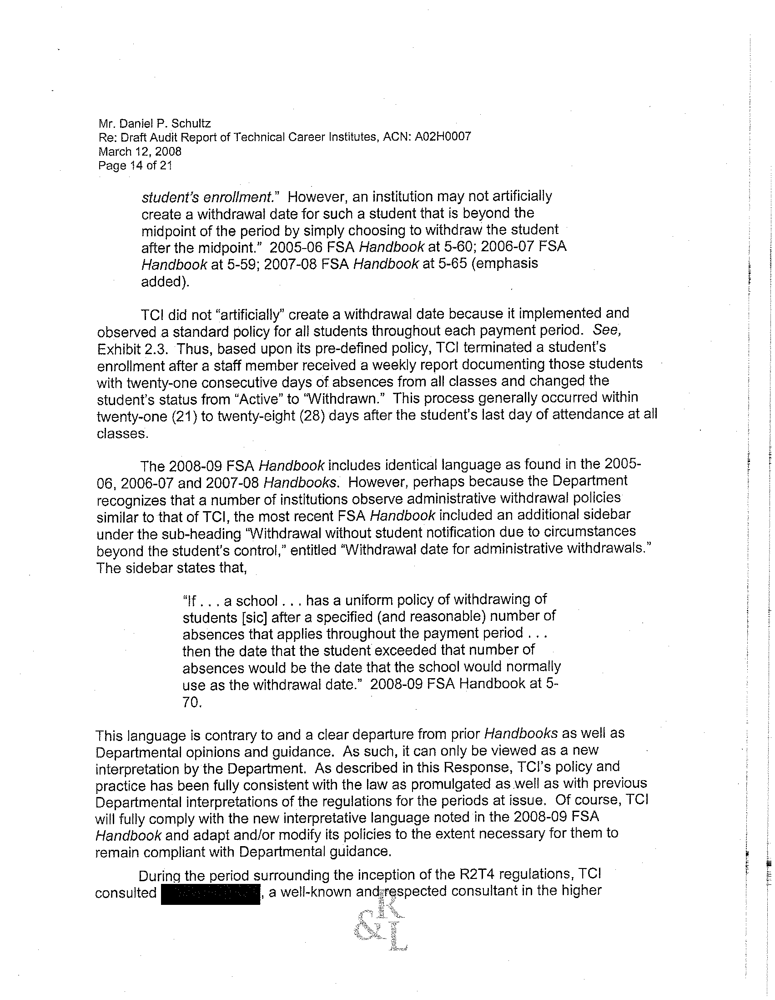 Mr. Daniel P. Schultz
Re: Draft Audit Report of Technical Career Institutes, ACN: A02H0007
March 12, 2008
Page 14 of 21
student's enrollment." However, an institution may not artificially
create a withdrawal date for such a student that is beyond the
midpoint of the period by simply choosing to withdraw the student
after the midpoint." 2005-06 FSA Handbook at 5-60; 2006-07 FSA
Handbook at 5-59; 2007-08 FSA Handbook at 5-65 (emphasis
added).
TCI did not "artificially" create a withdrawal date because it implemented and
observed a standard policy for all students throughout each payment period. See,
Exhibit 2.3. Thus, based upon its pre-defined policy, TCI terminated a student's
enrollment after a staff member received a weekly report documenting those students
with twenty-one consecutive days of absences from all classes and changed the
student's status from "Active" to "Withdrawn." This process generally occurred within
twenty-one (21) to twenty-eight (28) days after the student's last day of attendance at all
classes.
The 2008-09 FSA Handbook includes identical language as found in the 2005-
06, 2006-07 and 2007-08 Handbooks. However, perhaps because the Department
recognizes that a number of institutions observe administrative withdrawal policies
similar to that of TCI, the most recent FSA Handbook included an additional sidebar
under the sub-heading "Withdrawal without student notification due to circumstances
beyond the student's control," entitled "Withdrawal date for administrative withdrawals."
The sidebar states that,
"If . . . a school . . . has a uniform policy of withdrawing of
students [sic] after a specified (and reasonable) number of
absences that applies throughout the payment period . . .
then the date that the student exceeded that number of
absences would be the date that the school would normally
use as the withdrawal date." 2008-09 FSA Handbook at 5-
70.
This language is contrary to and a clear departure from prior Handbooks as well as
Departmental opinions and guidance. As such, it can only be viewed as a new
interpretation by the Department. As described in this Response, TCI's policy and
practice has been fully consistent with the law as promulgated as well as with previous
Departmental interpretations of the regulations for the periods at issue. Of course, TCI
will fully comply with the new interpretative language noted in the 2008-09 FSA
Handbook and adapt and/or modify its policies to the extent necessary for them to
remain compliant with Departmental guidance.
During the period surrounding the inception of the R2T4 regulations, TCI
consulted , a well-known and respected consultant in the higher
R
& L